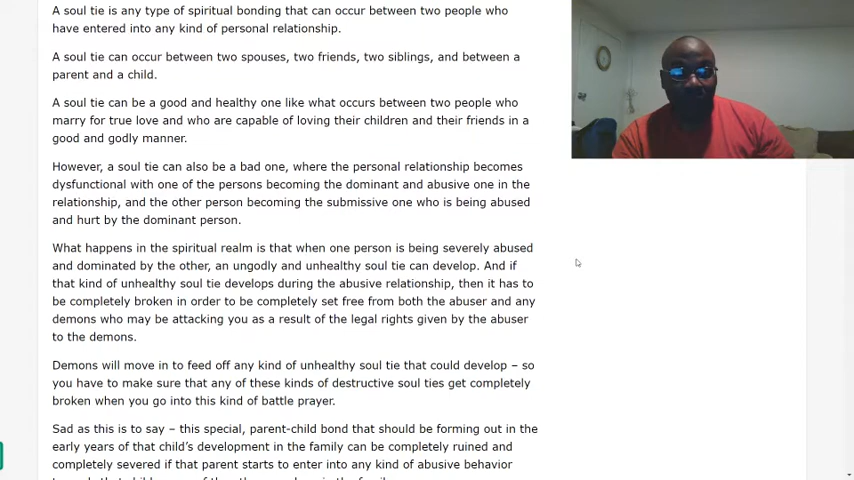 A soul tie is any type of spiritual bonding that can occur between two people who
have entered into any kind of personal relationship.
A soul tie can occur between two spouses, two friends, two siblings, and between a
parent and a child.
A soul tie can be a good and healthy one like what occurs between two people who
marry for true love and who are capable of loving their children and their friends in a
good and godly manner.
However, a soul tie can also be a bad one, where the personal relationship becomes
dysfunctional with one of the persons becoming the dominant and abusive one in the
relationship, and the other person becoming the submissive one who is being abused
and hurt by the dominant person.
What happens in the spiritual realm is that when one person is being severely abused
and dominated by the other, an ungodly and unhealthy soul tie can develop. And if
that kind of unhealthy soul tie develops during the abusive relationship, then it has to
be completely broken in order to be completely set free from both the abuser and any
demons who may be attacking you as a result of the legal rights given by the abuser
to the demons.
Demons will move in to feed off any kind of unhealthy soul tie that could develop – so
you have to make sure that any of these kinds of destructive soul ties get completely
broken when you go into this kind of battle prayer.
Sad as this is to say – this special, parent-child bond that should be forming out in the
early years of that child's development in the family can be completely ruined and
completely severed if that parent starts to enter into any kind of abusive behavior